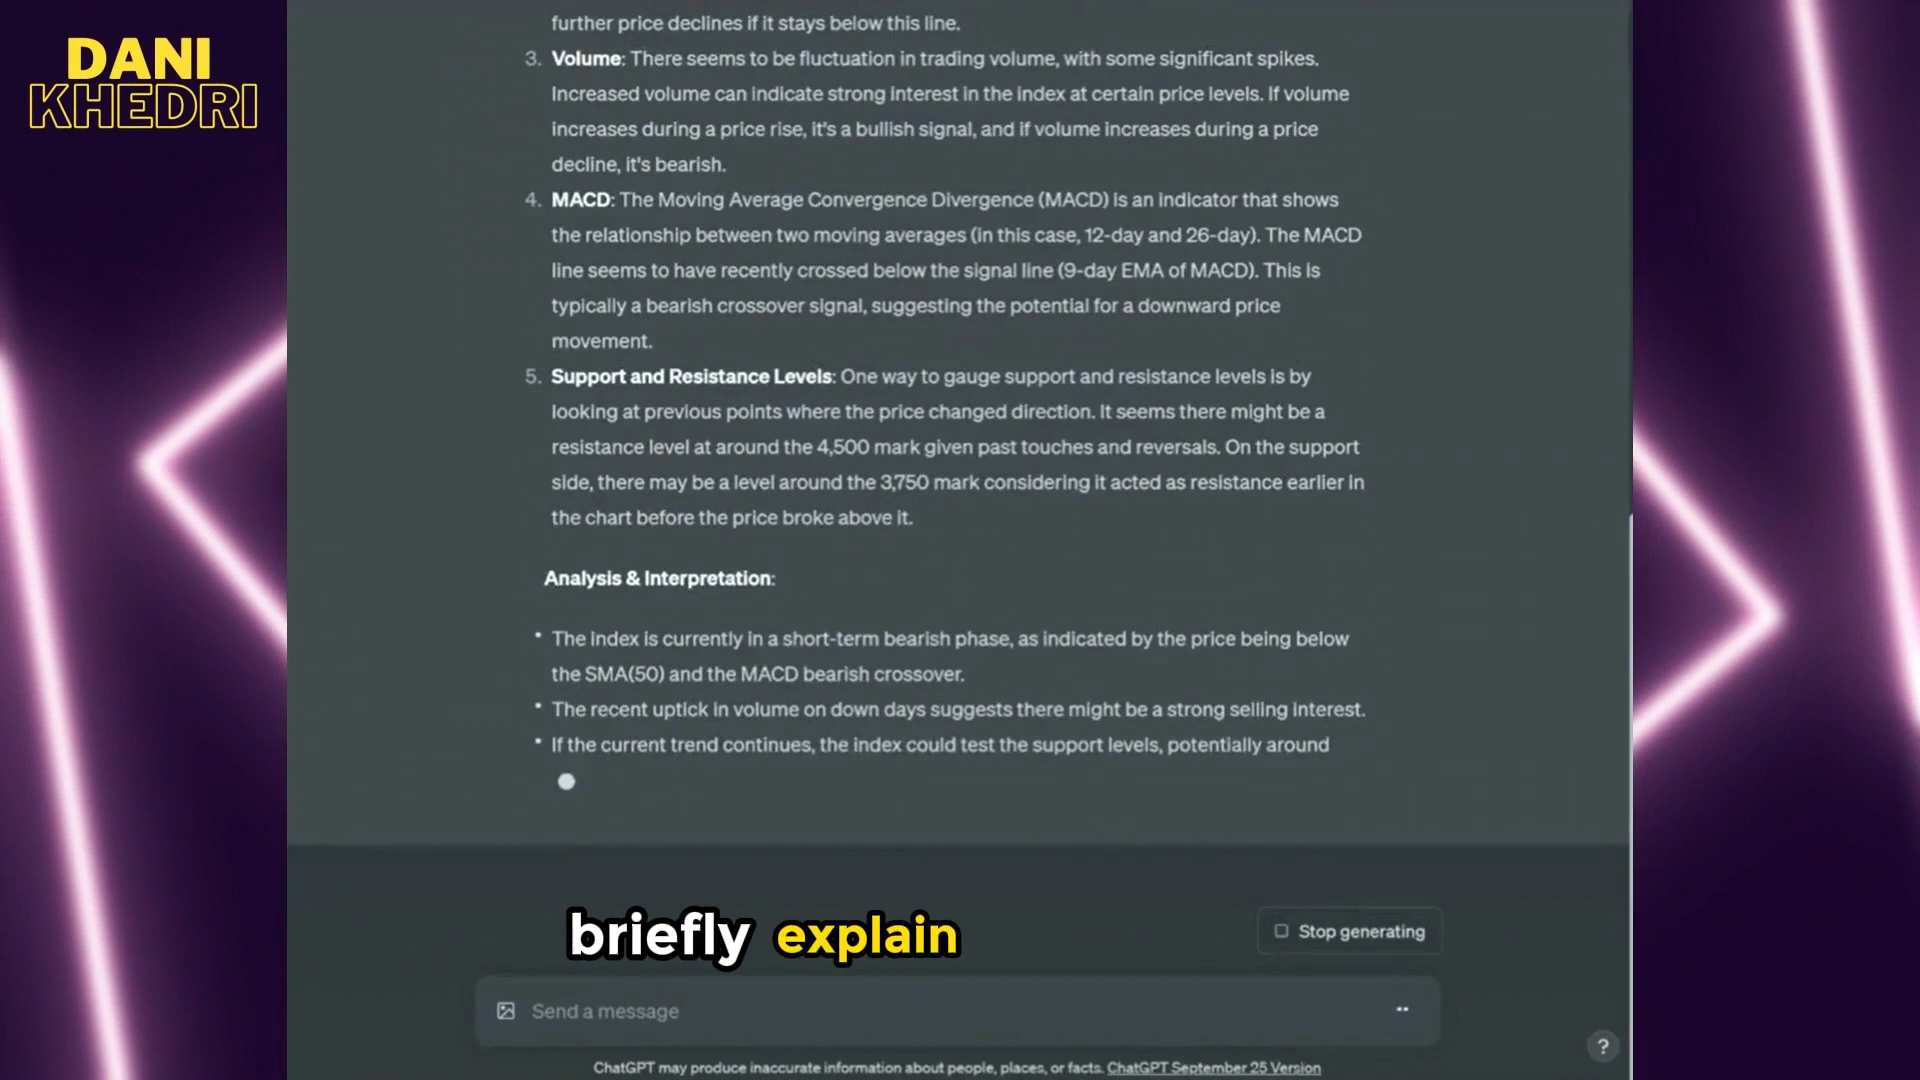 DANI
KHEDRI
further price declines if it stays below this line.
3. Volume: There seems to be fluctuation in trading volume, with some significant spikes.
Increased volume can indicate strong interest in the index at certain price levels. If volume
increases during a price rise, it's a bullish signal, and if volume increases during a price
decline, it's bearish.
4. MACD: The Moving Average Convergence Divergence (MACD) is an indicator that shows
the relationship between two moving averages (in this case, 12-day and 26-day). The MACD
line seems to have recently crossed below the signal line (9-day EMA of MACD). This is
typically a bearish crossover signal, suggesting the potential for a downward price
movement.
5. Support and Resistance Levels: One way to gauge support and resistance levels is by
looking at previous points where the price changed direction. It seems there might be a
resistance level at around the 4,500 mark given past touches and reversals. On the support
side, there may be a level around the 3,750 mark considering it acted as resistance earlier in
the chart before the price broke above it.
Analysis & Interpretation:
• The index is currently in a short-term bearish phase, as indicated by the price being below
the SMA(50) and the MACD bearish crossover.
• The recent uptick in volume on down days suggests there might be a strong selling interest.
• If the current trend continues, the index could test the support levels, potentially around
briefly explain
Stop generating
Send a message
?
ChatGPT may produce inaccurate information about people, places, or facts. ChatGPT September 25 Version